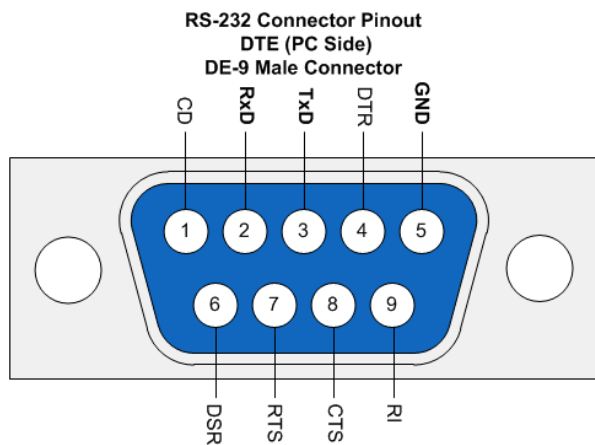 RS-232 Connector Pinout
DTE (PC Side)
DE-9 Male Connector
CD
RxD
TxD
DTR
GND
1
2
3
4
5
6
7
8
9
DSR
RTS
CTS
RI